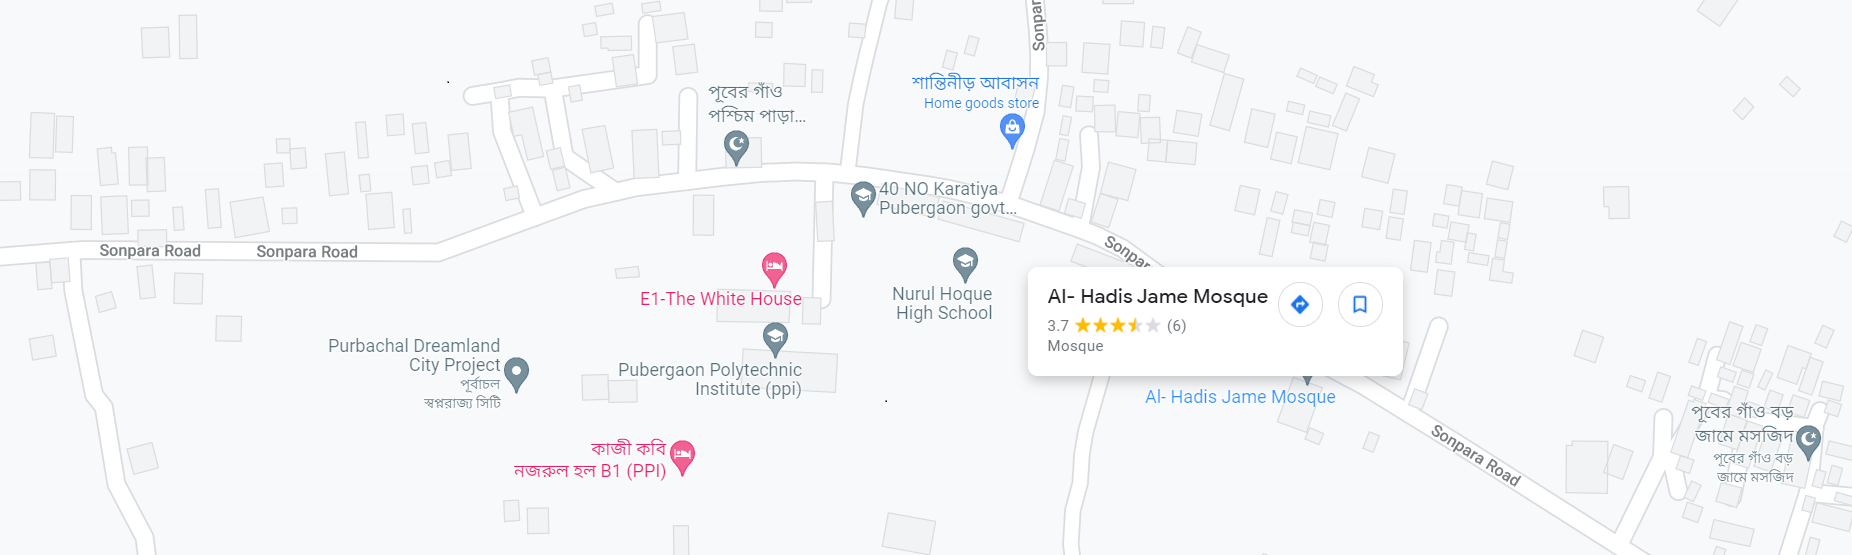 Sonpara
শান্তিনীড় আবাসন
Home goods store
পূবের গাঁও
পশ্চিম পাড়া...
40 NO Karatiya
Pubergaon govt...
Sonpara Road
Sonpara Road
Sonpara
E1-The White House
Nurul Hoque
High School
Al- Hadis Jame Mosque
3.7 (6)
Mosque
Purbachal Dreamland
City Project
পূর্বাচল
স্বপ্নরাজ্য সিটি
Pubergaon Polytechnic
Institute (ppi)
Al- Hadis Jame Mosque
পূবের গাঁও বড়
জামে মসজিদ
পূবের গাঁও বড়
জামে মসজিদ
কাজী কবি
নজরুল হল B1 (PPI)
Sonpara Road